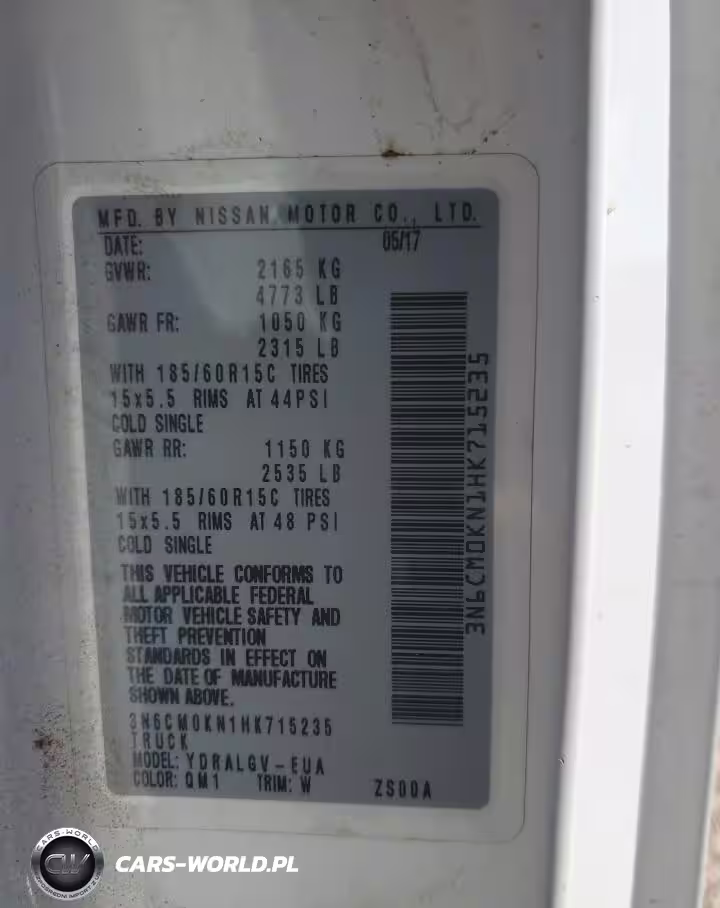 MFD. BY NISSAN MOTOR CO., LTD.
DATE: 05/17
GVWR: 2165 KG
4773 LB
GAWR FR: 1050 KG
2315 LB
WITH 185/60R15C TIRES
15x5.5 RIMS AT 44PSI
COLD SINGLE
GAWR RR: 1150 KG
2535 LB
WITH 185/60R15C TIRES
15x5.5 RIMS AT 48 PSI
COLD SINGLE
THIS VEHICLE CONFORMS TO
ALL APPLICABLE FEDERAL
MOTOR VEHICLE SAFETY AND
THEFT PREVENTION
STANDARDS IN EFFECT ON
THE DATE OF MANUFACTURE
SHOWN ABOVE.
3N6CM0KN1HK715235
TRUCK
MODEL: YDRALGV-EUA
COLOR: QM1 TRIM: W ZS00A
3N6CM0KN1HK715235
CARS-WORLD
CW
CARS-WORLD.PL